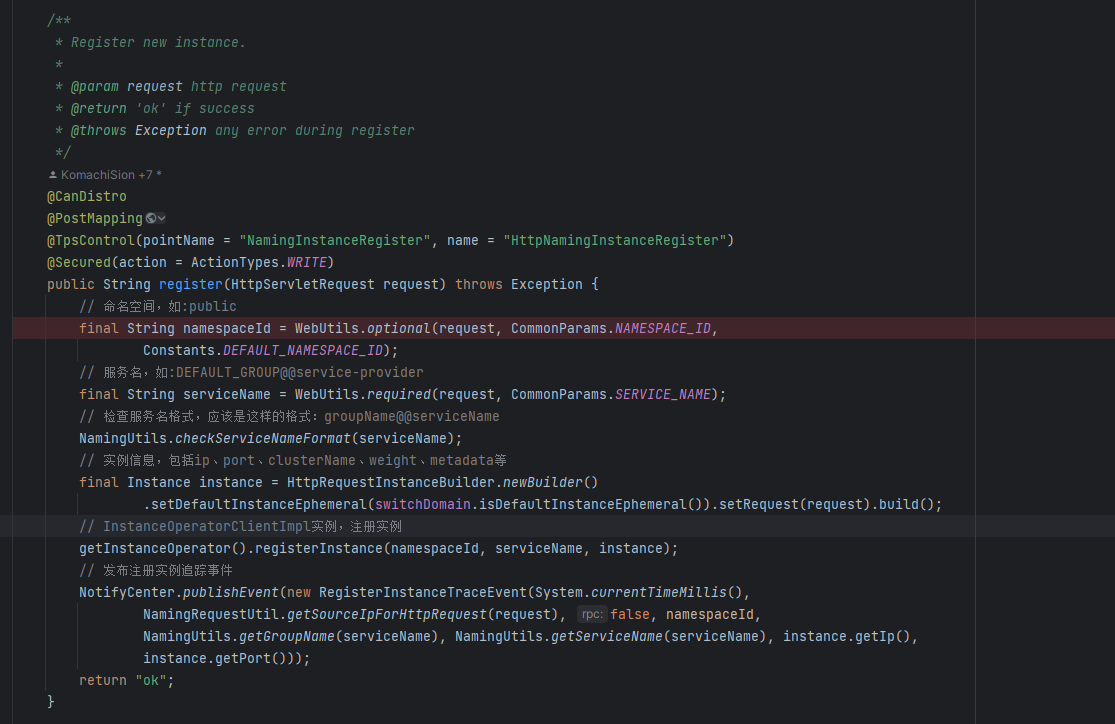 /**
 * Register new instance.
 *
 * @param request http request
 * @return 'ok' if success
 * @throws Exception any error during register
 */
KomachiSion +7 *
@CanDistro
@PostMapping
@TpsControl(pointName = "NamingInstanceRegister", name = "HttpNamingInstanceRegister")
@Secured(action = ActionTypes.WRITE)
public String register(HttpServletRequest request) throws Exception {
    // 命名空间，如:public
    final String namespaceId = WebUtils.optional(request, CommonParams.NAMESPACE_ID,
            Constants.DEFAULT_NAMESPACE_ID);
    // 服务名，如:DEFAULT_GROUP@@service-provider
    final String serviceName = WebUtils.required(request, CommonParams.SERVICE_NAME);
    // 检查服务名格式，应该是这样的格式：groupName@@serviceName
    NamingUtils.checkServiceNameFormat(serviceName);
    // 实例信息，包括ip、port、clusterName、weight、metadata等
    final Instance instance = HttpRequestInstanceBuilder.newBuilder()
            .setDefaultInstanceEphemeral(switchDomain.isDefaultInstanceEphemeral()).setRequest(request).build();
    // InstanceOperatorClientImpl实例，注册实例
    getInstanceOperator().registerInstance(namespaceId, serviceName, instance);
    // 发布注册实例追踪事件
    NotifyCenter.publishEvent(new RegisterInstanceTraceEvent(System.currentTimeMillis(),
            NamingRequestUtil.getSourceIpForHttpRequest(request), rpc: false, namespaceId,
            NamingUtils.getGroupName(serviceName), NamingUtils.getServiceName(serviceName), instance.getIp(),
            instance.getPort()));
    return "ok";
}